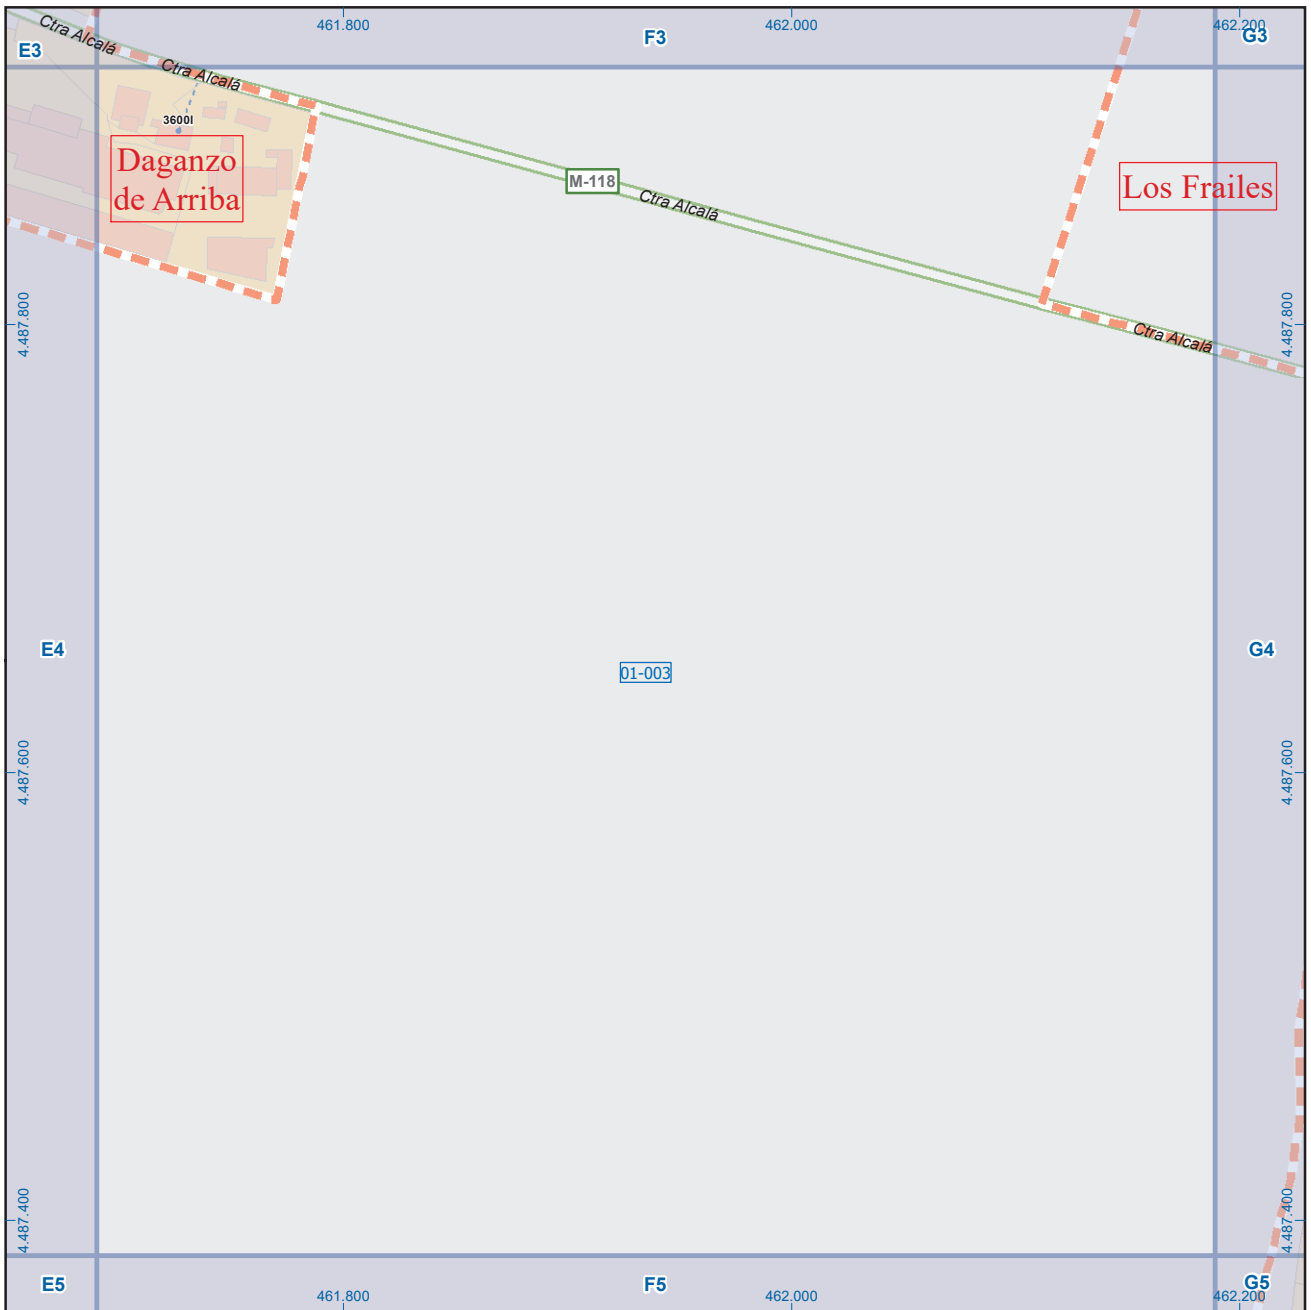 461.800
462.000
462.200
E3
F3
G3
Ctra Alcalá
Ctra Alcalá
3600I
Daganzo
de Arriba
M-118
Ctra Alcalá
Los Frailes
4.487.800
4.487.800
Ctra Alcalá
E4
01-003
G4
4.487.600
4.487.600
4.487.400
4.487.400
E5
F5
G5
461.800
462.000
462.200